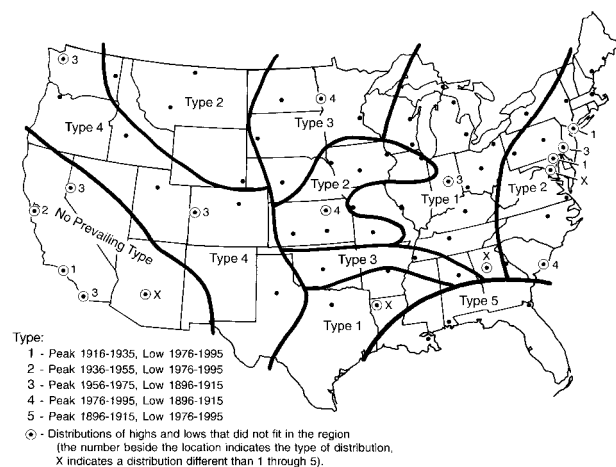 3
Type 2
4
Type 3
Type 4
1
3
1
X
Type 2
3
Type 1
Type 2
3
4
2
No Prevailing Type
Type 4
Type 3
X
4
1
X
3
X
Type 5
Type 1
Type:
1 - Peak 1916-1935, Low 1976-1995
2 - Peak 1936-1955, Low 1976-1995
3 - Peak 1956-1975, Low 1896-1915
4 - Peak 1976-1995, Low 1896-1915
5 - Peak 1896-1915, Low 1976-1995
- Distributions of highs and lows that did not fit in the region
(the number beside the location indicates the type of distribution,
X indicates a distribution different than 1 through 5).